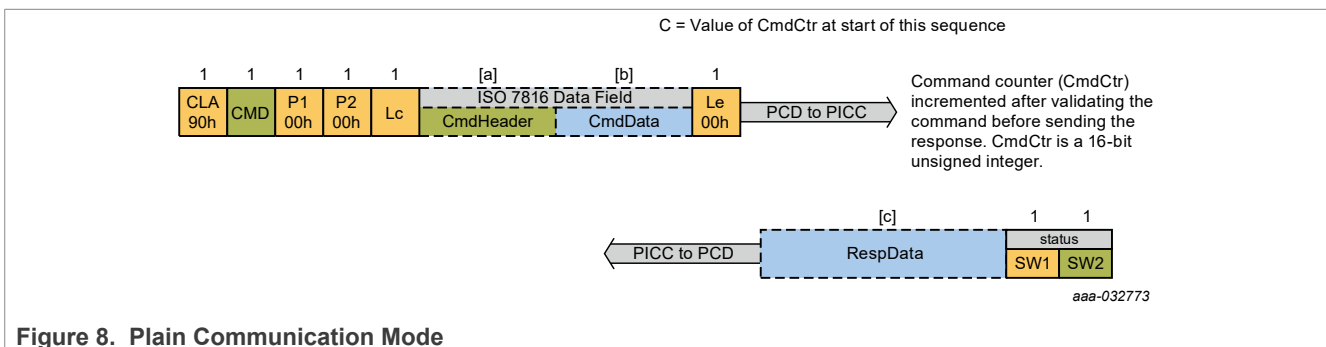 C = Value of CmdCtr at start of this sequence
1 1 1 1 1 [a] [b] 1
CLA 90h CMD P1 00h P2 00h Lc ISO 7816 Data Field CmdHeader CmdData Le 00h PCD to PICC
Command counter (CmdCtr)
incremented after validating the
command before sending the
response. CmdCtr is a 16-bit
unsigned integer.
[c] 1 1
PICC to PCD RespData status SW1 SW2
aaa-032773
Figure 8. Plain Communication Mode